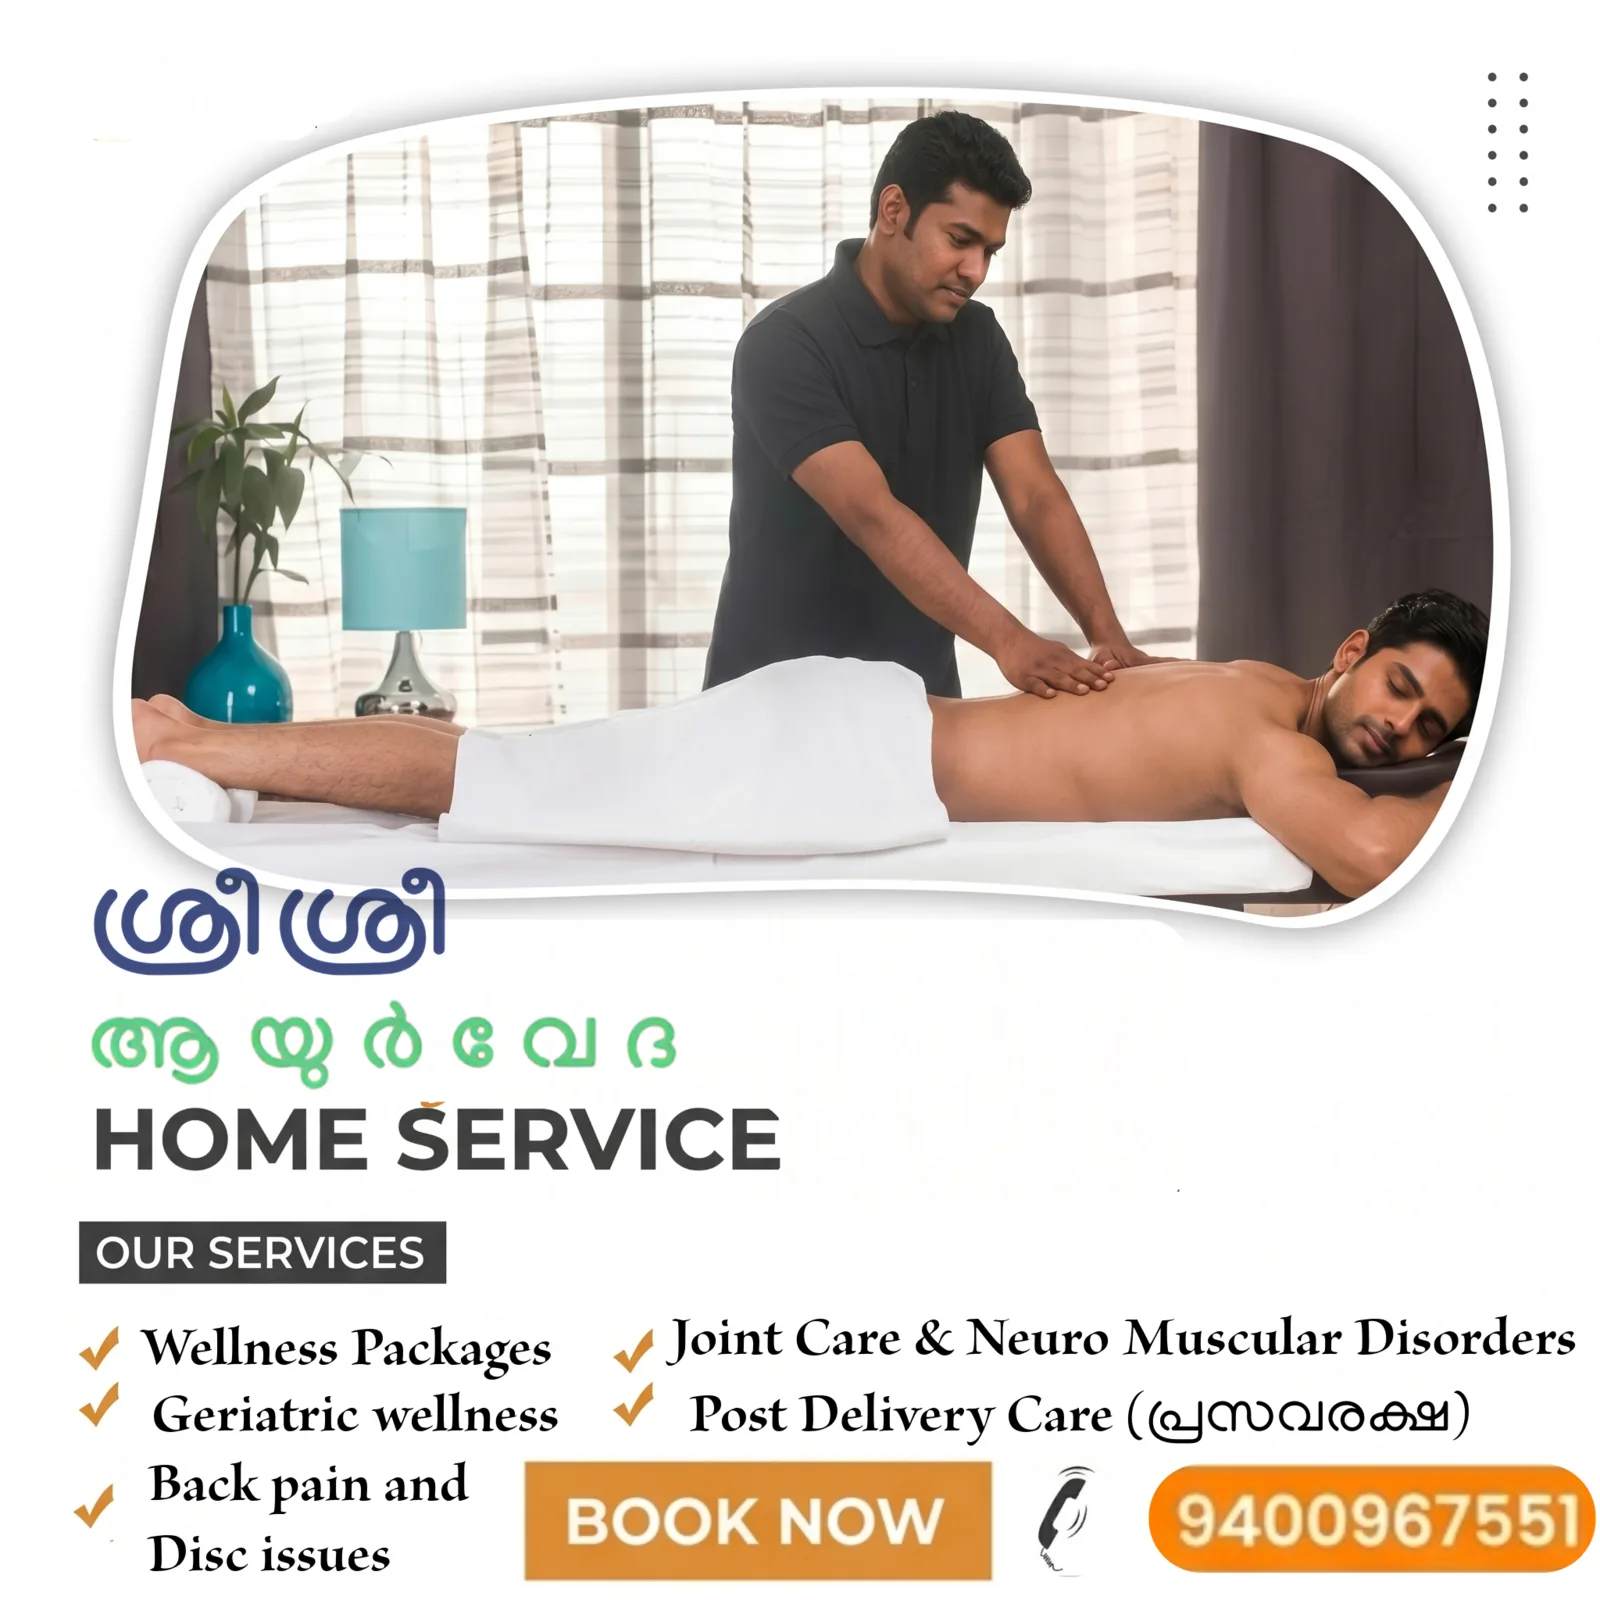 ശ്രീ ശ്രീ
ആയുർവേദ
HOME SERVICE
OUR SERVICES
Wellness Packages
Joint Care & Neuro Muscular Disorders
Geriatric wellness
Post Delivery Care (പ്രസവരക്ഷ)
Back pain and
Disc issues
BOOK NOW
9400967551